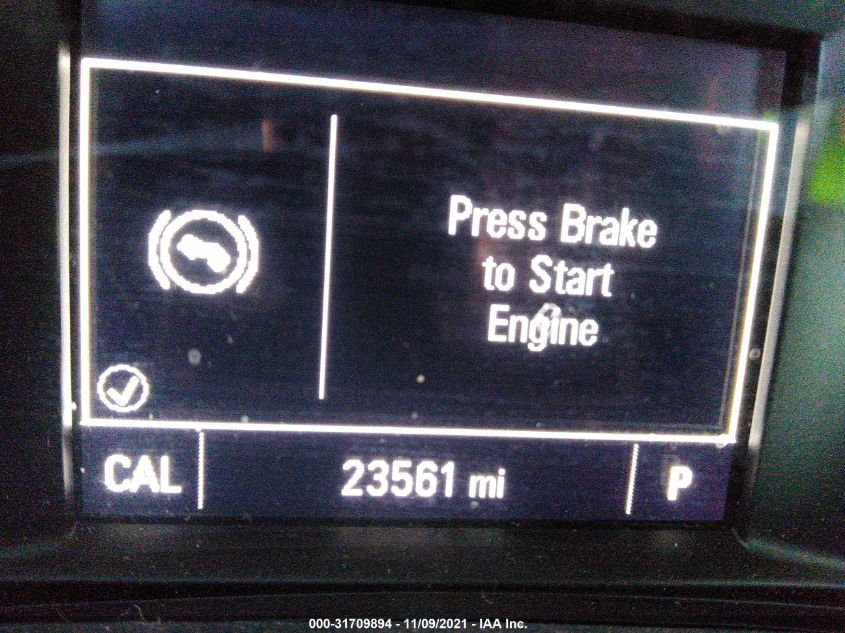 Press Brake
to Start
Engine
CAL
23561 mi
P
000-31709894 - 11/09/2021 - IAA Inc.